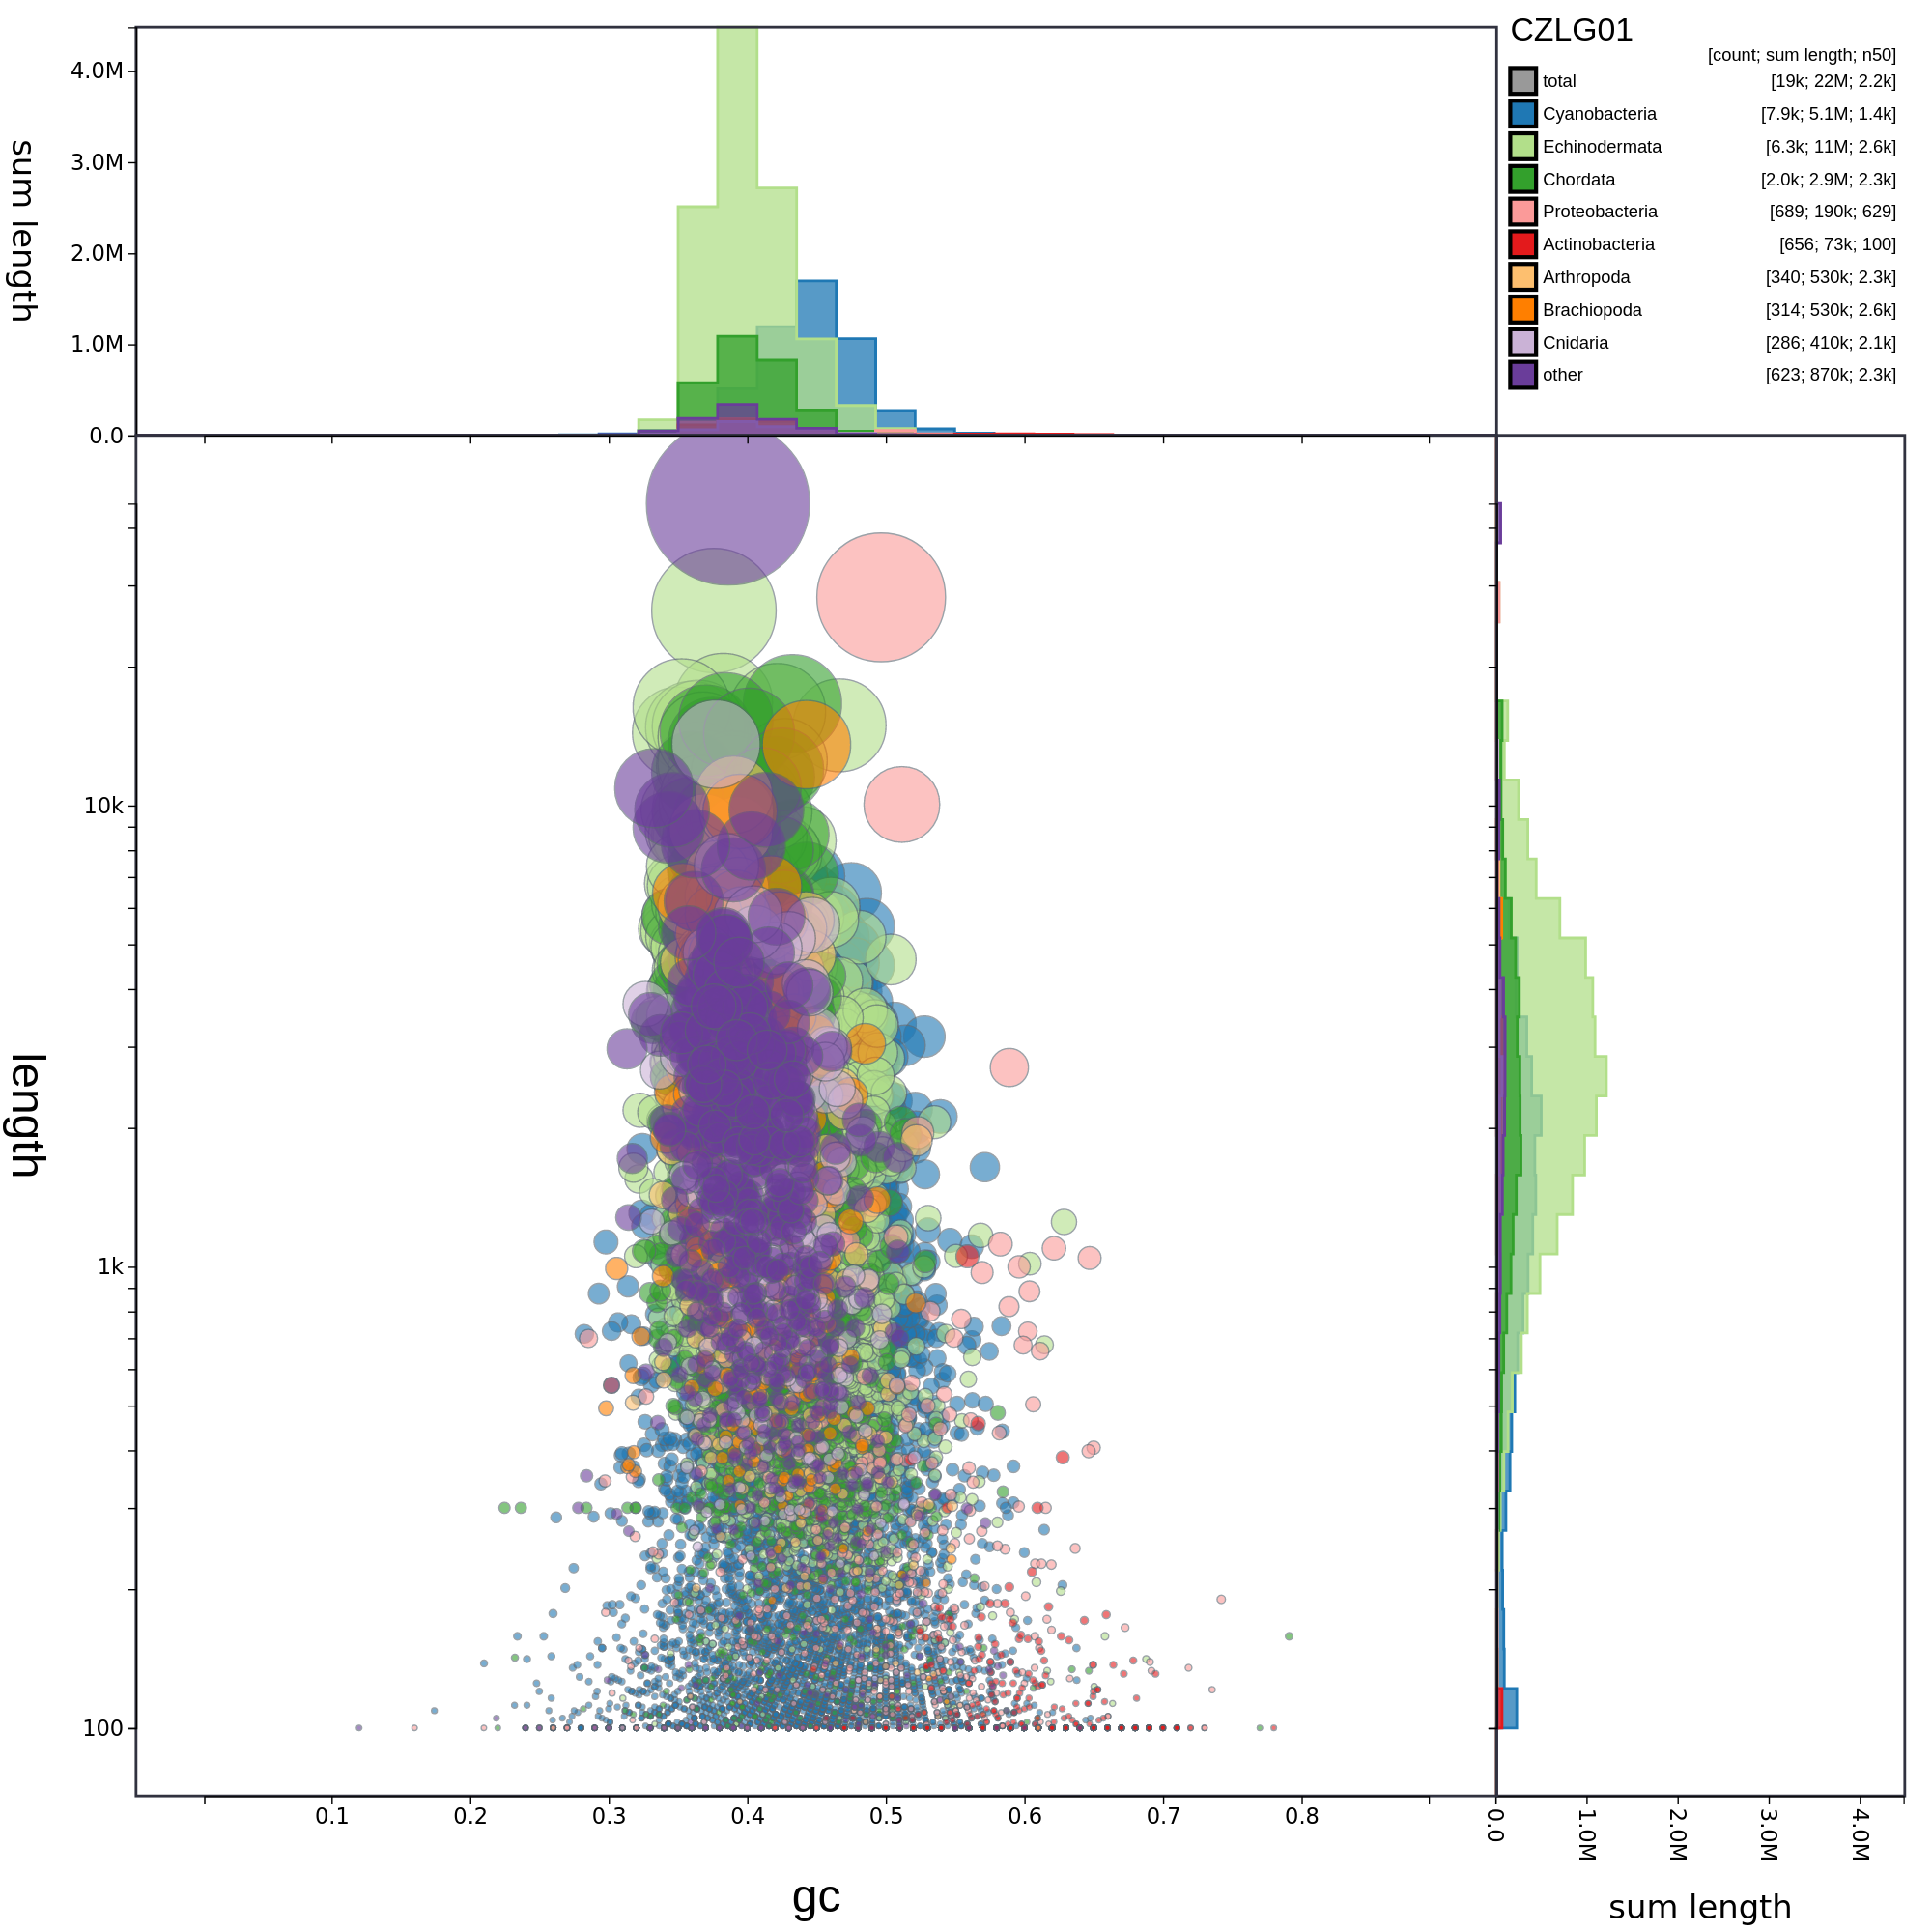 CZLG01
[count; sum length; n50]
total [19k; 22M; 2.2k]
Cyanobacteria [7.9k; 5.1M; 1.4k]
Echinodermata [6.3k; 11M; 2.6k]
Chordata [2.0k; 2.9M; 2.3k]
Proteobacteria [689; 190k; 629]
Actinobacteria [656; 73k; 100]
Arthropoda [340; 530k; 2.3k]
Brachiopoda [314; 530k; 2.6k]
Cnidaria [286; 410k; 2.1k]
other [623; 870k; 2.3k]
sum length
4.0M
3.0M
2.0M
1.0M
0.0
length
10k
1k
100
0.1 0.2 0.3 0.4 0.5 0.6 0.7 0.8
gc
0.0 1.0M 2.0M 3.0M 4.0M
sum length